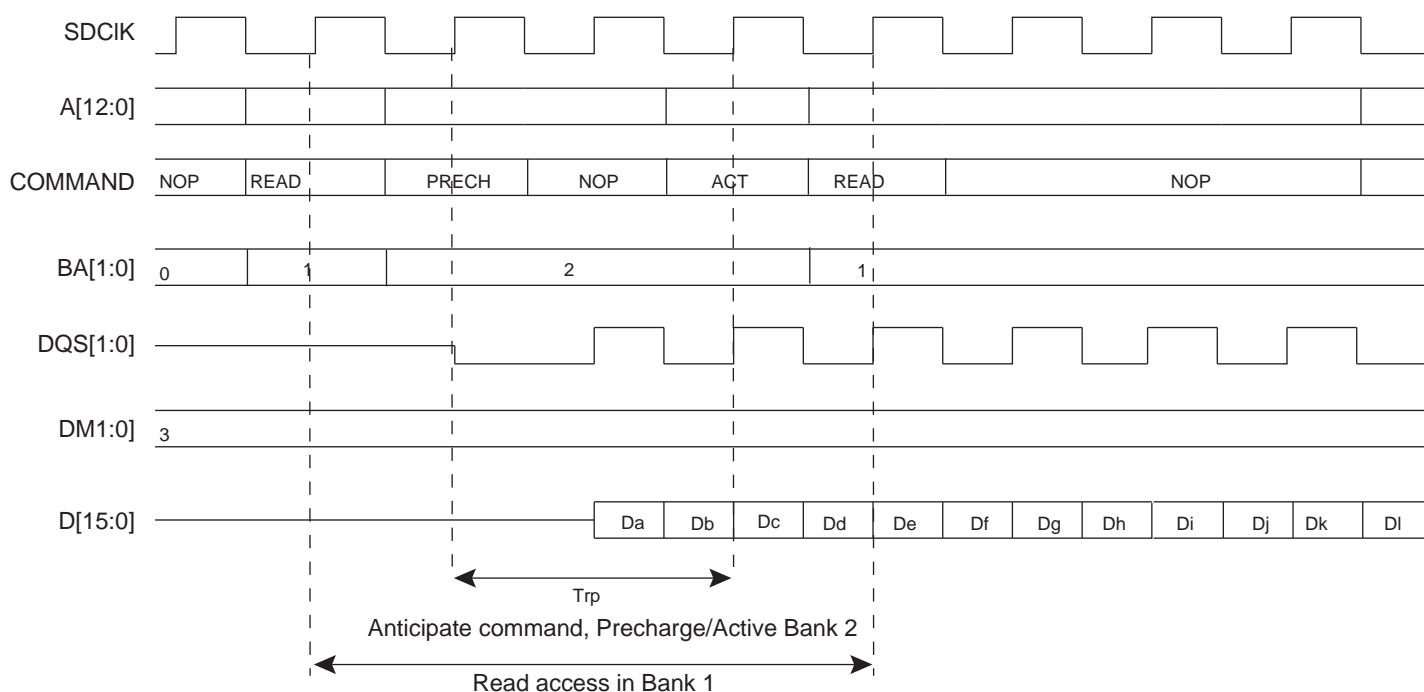 SDClK
A[12:0]
COMMAND NOP READ PRECH NOP ACT READ NOP
BA[1:0] 0 1 2 1
DQS[1:0]
DM1:0] 3
D[15:0] Da Db Dc Dd De Df Dg Dh Di Dj Dk Dl
Trp
Anticipate command, Precharge/Active Bank 2
Read access in Bank 1